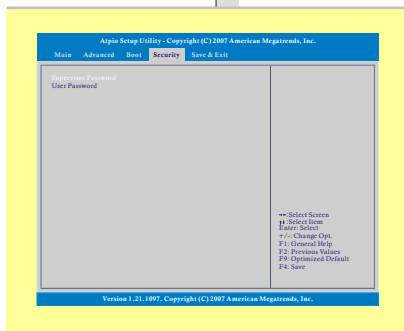 Atpio Setup Utility - Copyright (C) 2007 American Megatrends, Inc.
Main Advanced Boot Security Save & Exit
Supervisor Password
User Password
↔:Select Screen
↑↓:Select Item
Enter: Select
+/-: Change Opt.
F1: General Help
F2: Previous Values
F9: Optimized Default
F4: Save
Version 1.21.1097. Copyright (C) 2007 American Megatrends, Inc.